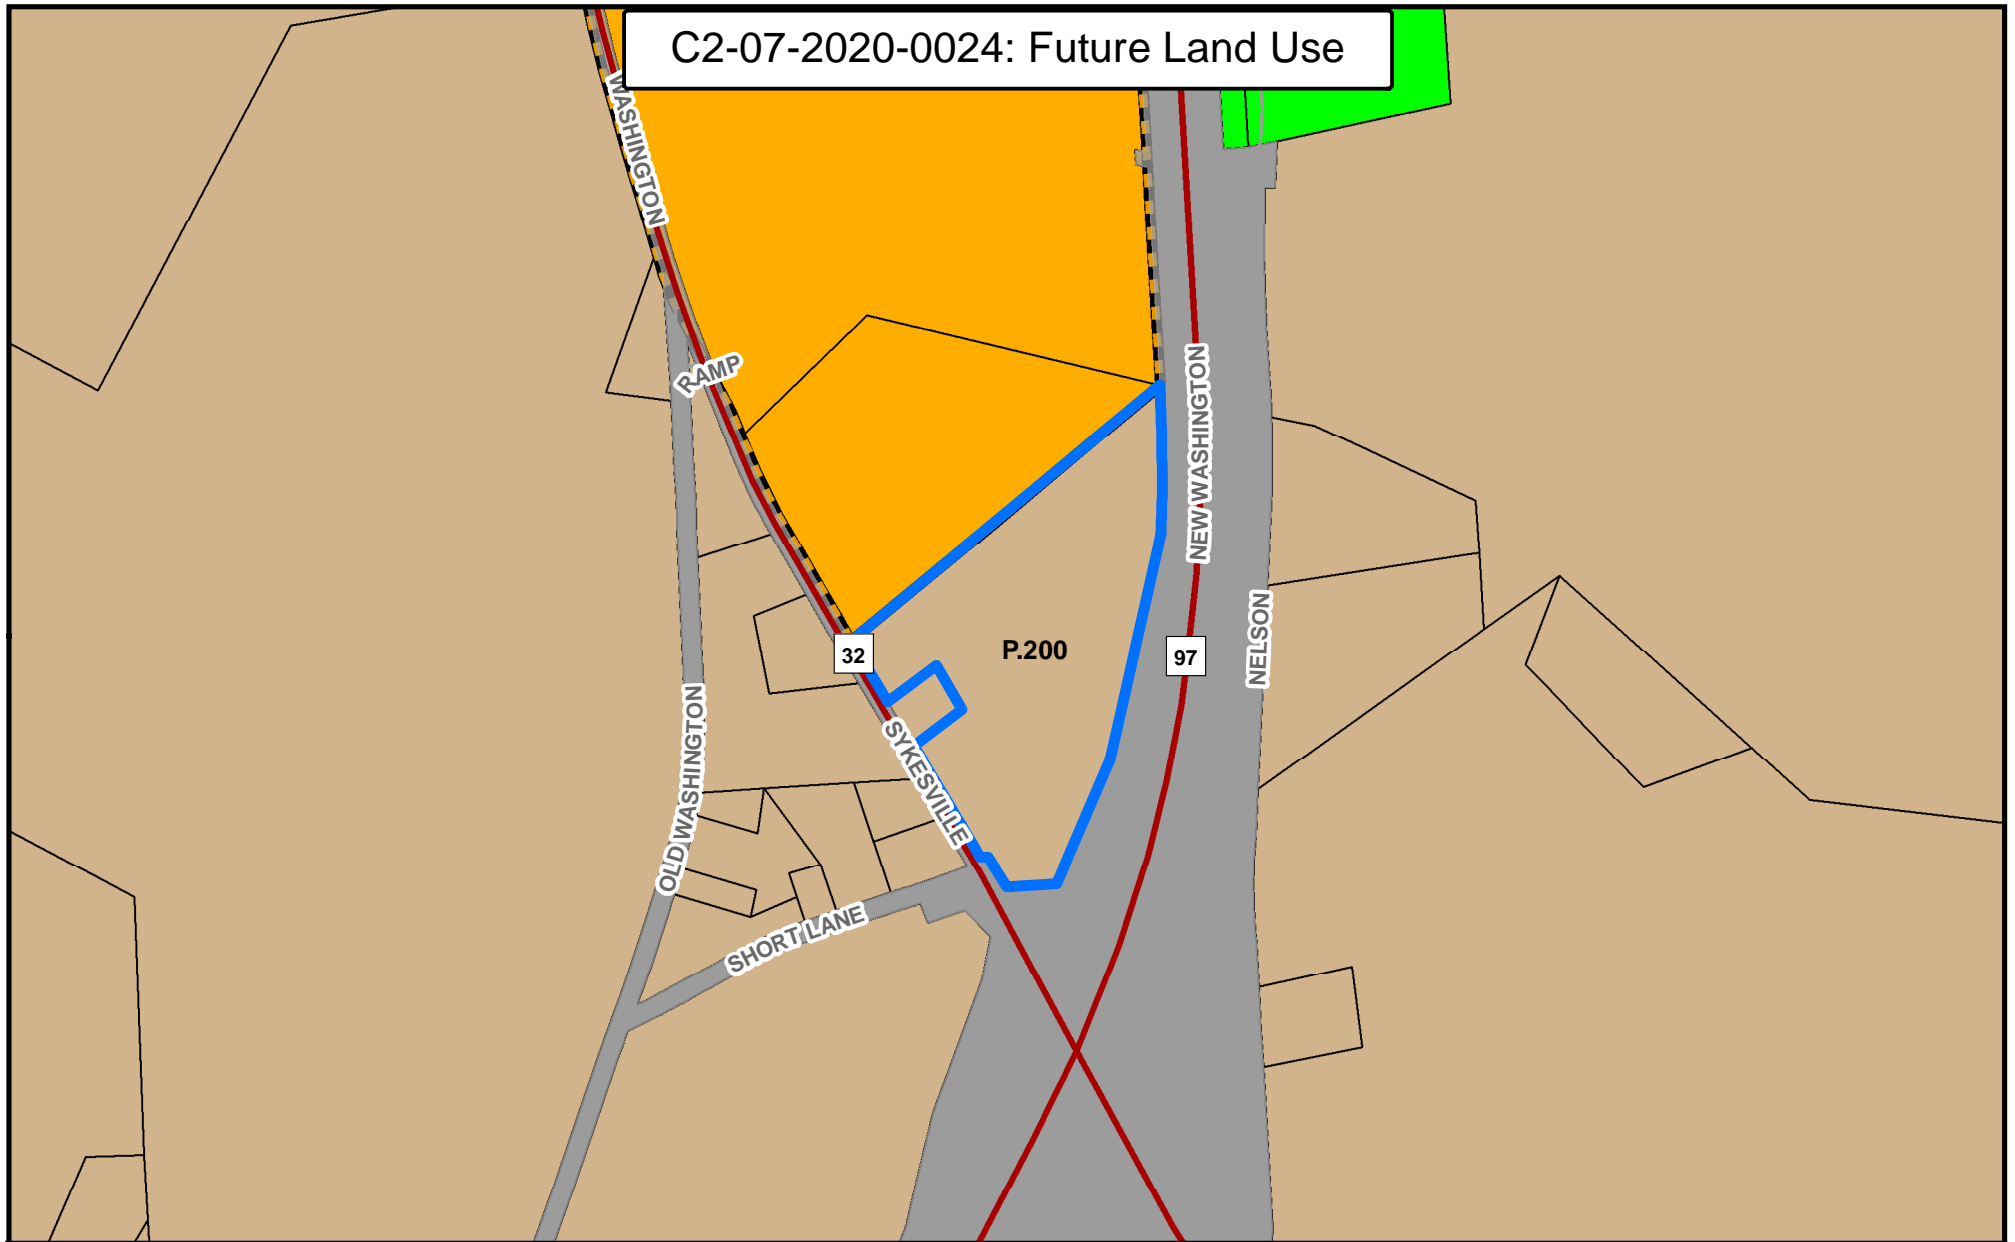 C2-07-2020-0024: Future Land Use
WASHINGTON
RAMP
NEW WASHINGTON
NELSON
P.200
32
97
OLD WASHINGTON
SYKESVILLE
SHORT LANE